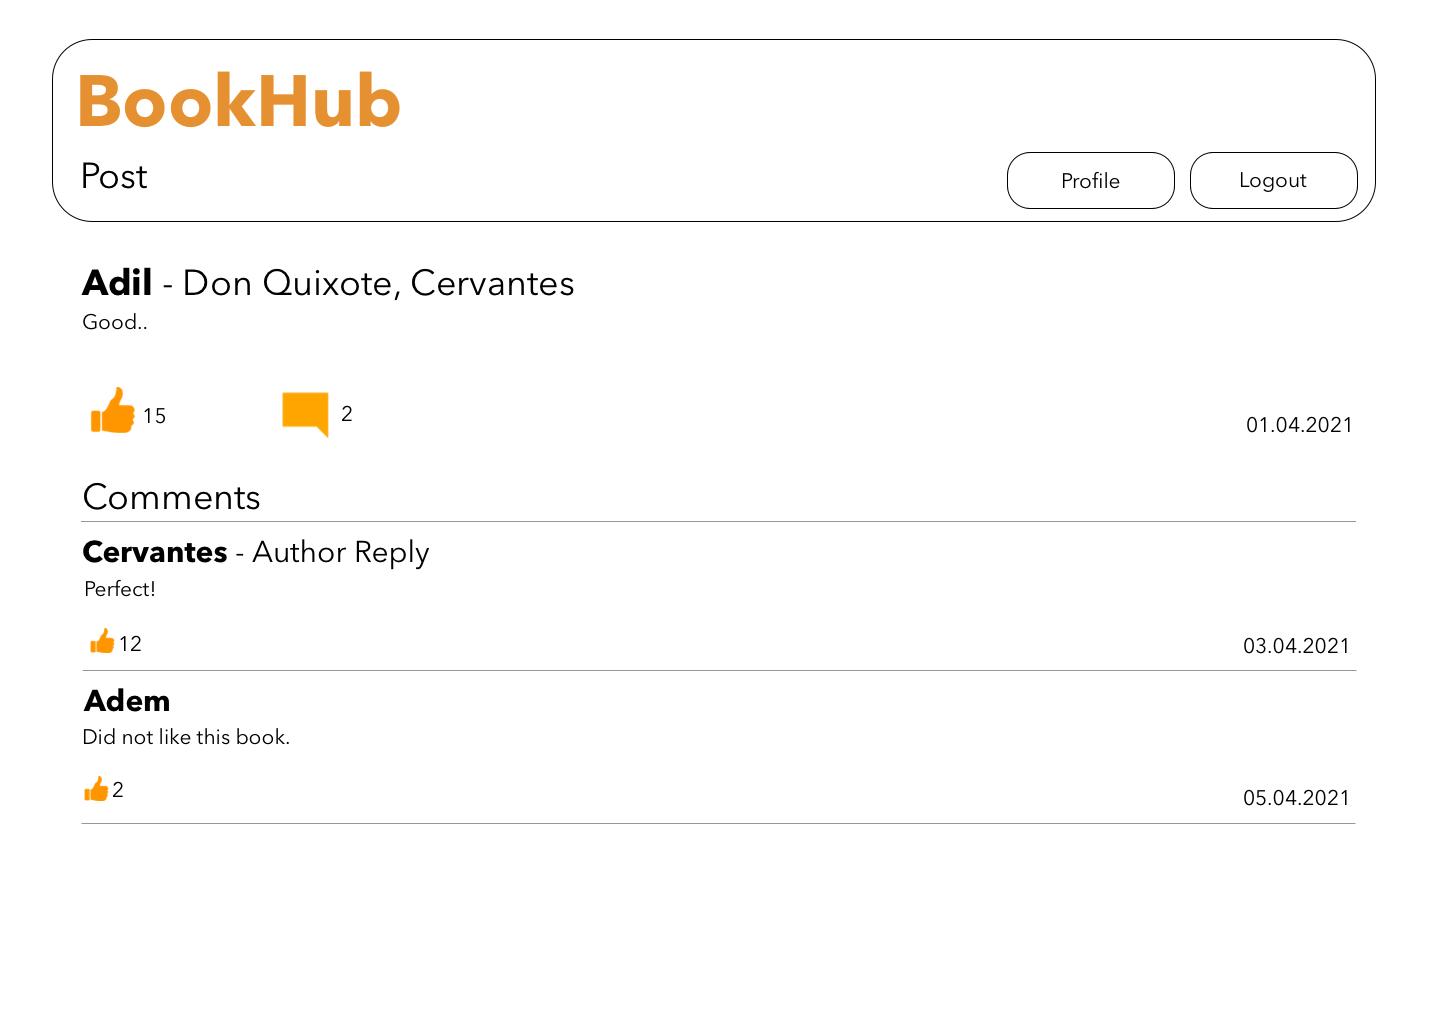 BookHub
Post
Profile
Logout
Adil - Don Quixote, Cervantes
Good..
15
2
01.04.2021
Comments
Cervantes - Author Reply
Perfect!
12
03.04.2021
Adem
Did not like this book.
2
05.04.2021